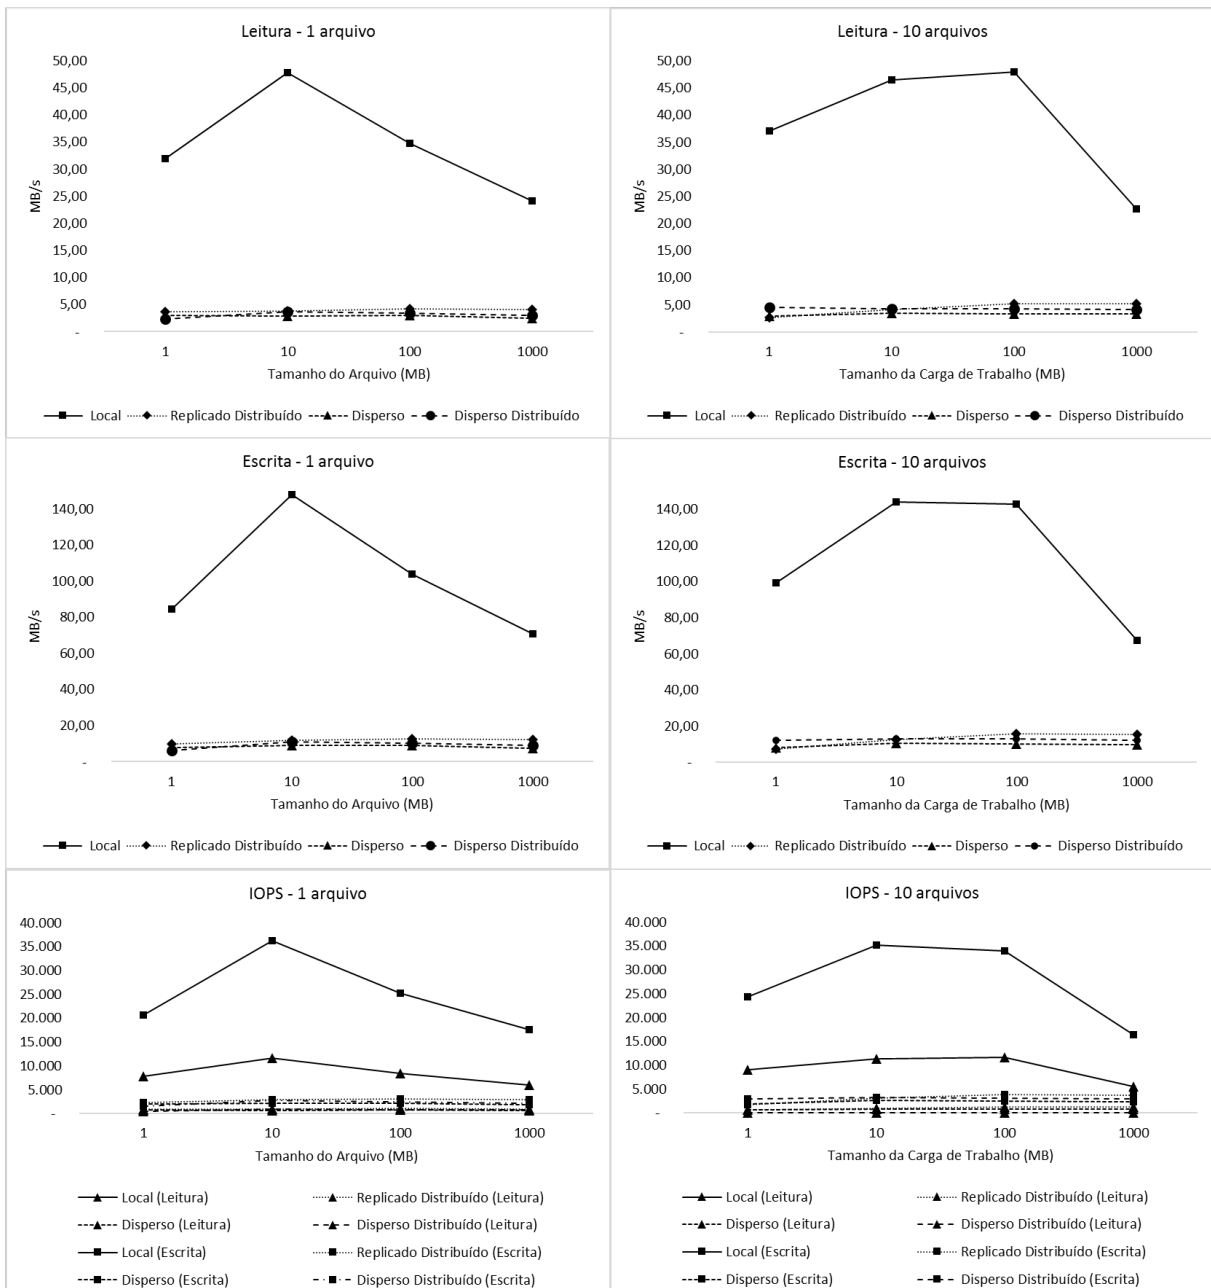 Leitura - 1 arquivo
50,00
45,00
40,00
35,00
30,00
25,00
20,00
15,00
10,00
5,00
-
MB/s
1 10 100 1000
Tamanho do Arquivo (MB)
Local Replicado Distribuído Disperso Disperso Distribuído
Leitura - 10 arquivos
50,00
45,00
40,00
35,00
30,00
25,00
20,00
15,00
10,00
5,00
-
MB/s
1 10 100 1000
Tamanho da Carga de Trabalho (MB)
Local Replicado Distribuído Disperso Disperso Distribuído
Escrita - 1 arquivo
140,00
120,00
100,00
80,00
60,00
40,00
20,00
-
MB/s
1 10 100 1000
Tamanho do Arquivo (MB)
Local Replicado Distribuído Disperso Disperso Distribuído
Escrita - 10 arquivos
140,00
120,00
100,00
80,00
60,00
40,00
20,00
-
MB/s
1 10 100 1000
Tamanho da Carga de Trabalho (MB)
Local Replicado Distribuído Disperso Disperso Distribuído
IOPS - 1 arquivo
40.000
35.000
30.000
25.000
20.000
15.000
10.000
5.000
-
1 10 100 1000
Tamanho do Arquivo (MB)
Local (Leitura) Replicado Distribuído (Leitura)
Disperso (Leitura) Disperso Distribuído (Leitura)
Local (Escrita) Replicado Distribuído (Escrita)
Disperso (Escrita) Disperso Distribuído (Escrita)
IOPS - 10 arquivos
40.000
35.000
30.000
25.000
20.000
15.000
10.000
5.000
-
1 10 100 1000
Tamanho da Carga de Trabalho (MB)
Local (Leitura) Replicado Distribuído (Leitura)
Disperso (Leitura) Disperso Distribuído (Leitura)
Local (Escrita) Replicado Distribuído (Escrita)
Disperso (Escrita) Disperso Distribuído (Escrita)